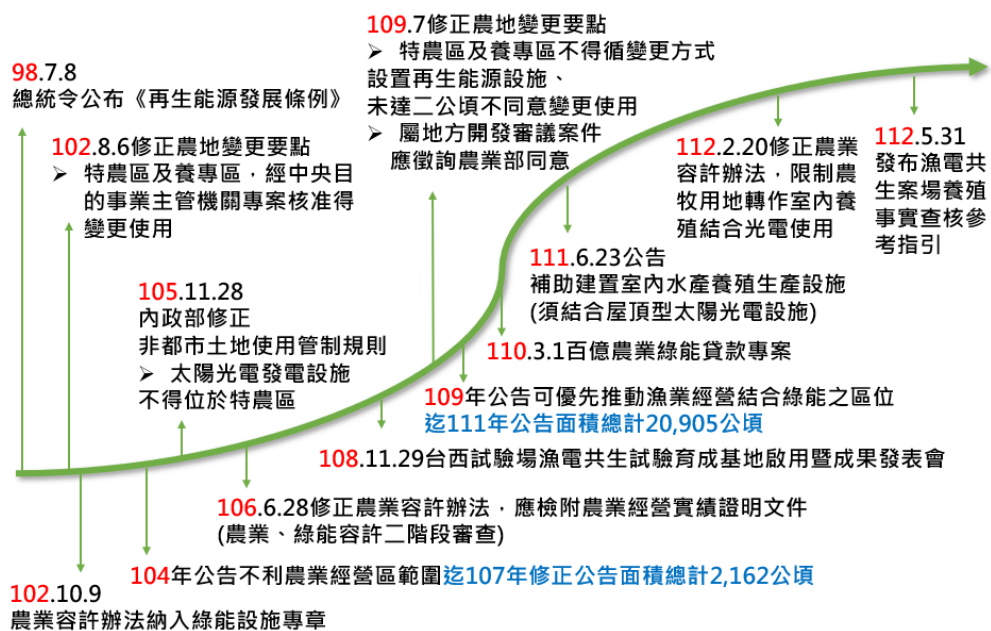 98.7.8
總統令公布《再生能源發展條例》
102.8.6修正農地變更要點
➢ 特農區及養專區，經中央目
的事業主管機關專案核准得
變更使用
105.11.28
內政部修正
非都市土地使用管制規則
➢ 太陽光電發電設施
不得位於特農區
109.7修正農地變更要點
➢ 特農區及養專區不得循變更方式
設置再生能源設施、
未達二公頃不同意變更使用
➢ 屬地方開發審議案件
應徵詢農業部同意
112.2.20修正農業
容許辦法，限制農
牧用地轉作室內養
殖結合光電使用
112.5.31
發布漁電共
生案場養殖
事實查核參
考指引
111.6.23公告
補助建置室內水產養殖生產設施
(須結合屋頂型太陽光電設施)
110.3.1百億農業綠能貸款專案
109年公告可優先推動漁業經營結合綠能之區位
迄111年公告面積總計20,905公頃
108.11.29台西試驗場漁電共生試驗育成基地啟用暨成果發表會
106.6.28修正農業容許辦法，應檢附農業經營實績證明文件
(農業、綠能容許二階段審查)
104年公告不利農業經營區範圍迄107年修正公告面積總計2,162公頃
102.10.9
農業容許辦法納入綠能設施專章